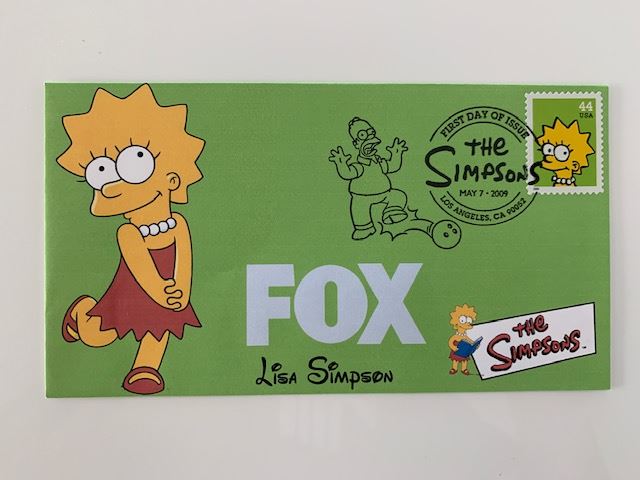 44
USA
FIRST DAY OF ISSUE
THE
SIMPSONS
MAY 7 • 2009
LOS ANGELES, CA 90052
FOX
LISA SIMPSON
THE
SIMPSONS